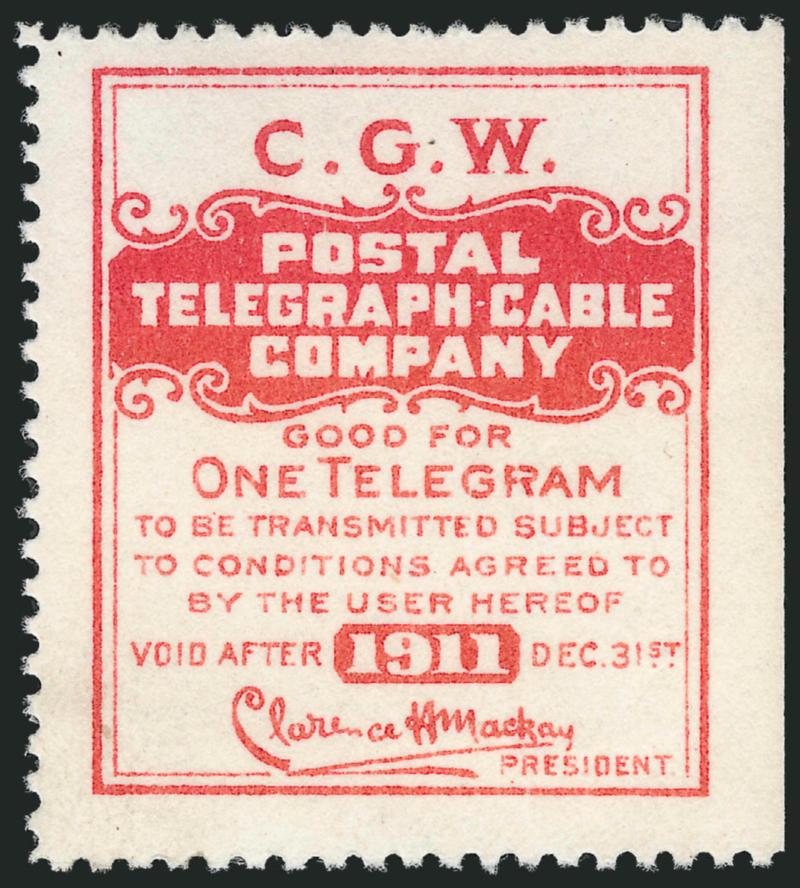 C.G.W.
POSTAL
TELEGRAPH-CABLE
COMPANY
GOOD FOR
ONE TELEGRAM
TO BE TRANSMITTED SUBJECT
TO CONDITIONS AGREED TO
BY THE USER HEREOF
VOID AFTER 1911 DEC. 31ST
Clarence H Mackay
PRESIDENT.